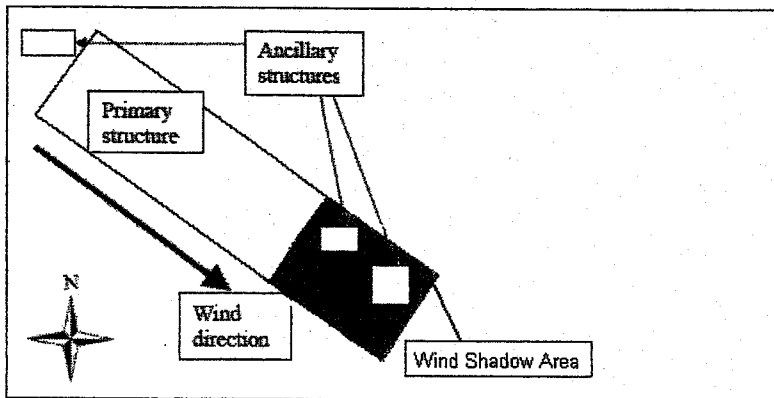 Ancillary
structures
Primary
structure
N
Wind
direction
Wind Shadow Area